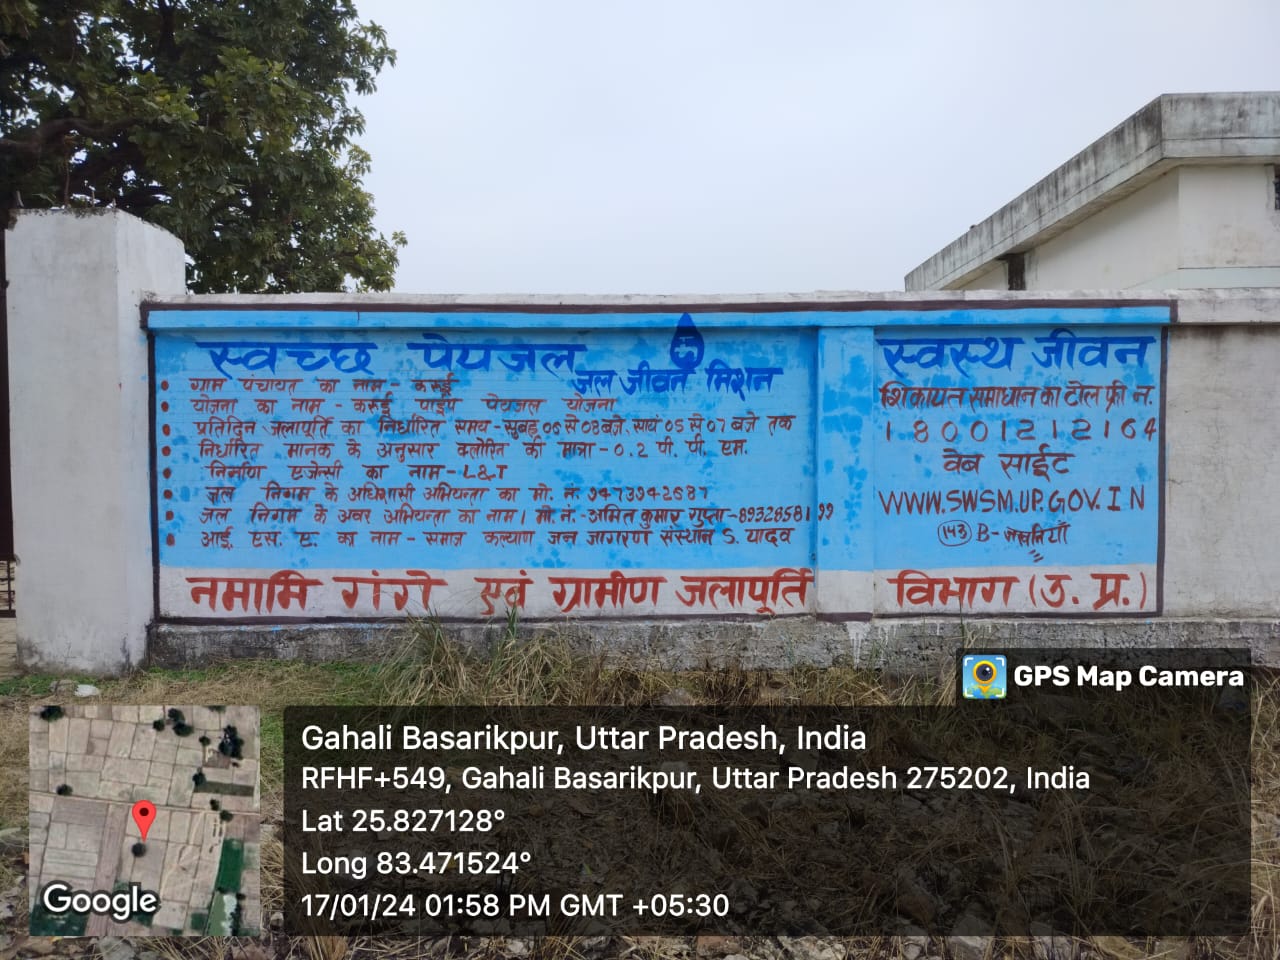 स्वच्छ पेयजल
जल जीवन मिशन
• ग्राम पंचायत का नाम - करूई
• योजना का नाम - करूई पाईप पेयजल योजना
• प्रतिदिन जलापूर्ति का निर्धारित समय - सुबह 06 से 08 बजे, सायं 05 से 07 बजे तक
• निर्धारित मानक के अनुसार क्लोरिन की मात्रा - 0.2 पी. पी. एम.
• निर्माण एजेन्सी का नाम - L&T
• जल निगम के अधिशासी अभियन्ता का मो. नं. 9473942687
• जल निगम के अवर अभियन्ता का नाम / मो. नं. - अमित कुमार गुप्ता - 8932858199
• आई. एस. ए. का नाम - समाज कल्याण जन जागरण संस्थान S. यादव
स्वस्थ जीवन
शिकायत समाधान का टोल फ्री न.
18001212164
वेब साईट
WWW.SWSM.UP.GOV.IN
(143) B-
नमामि गंगे एवं ग्रामीण जलापूर्ति विभाग (उ. प्र.)
GPS Map Camera
Gahali Basarikpur, Uttar Pradesh, India
RFHF+549, Gahali Basarikpur, Uttar Pradesh 275202, India
Lat 25.827128°
Long 83.471524°
17/01/24 01:58 PM GMT +05:30
Google